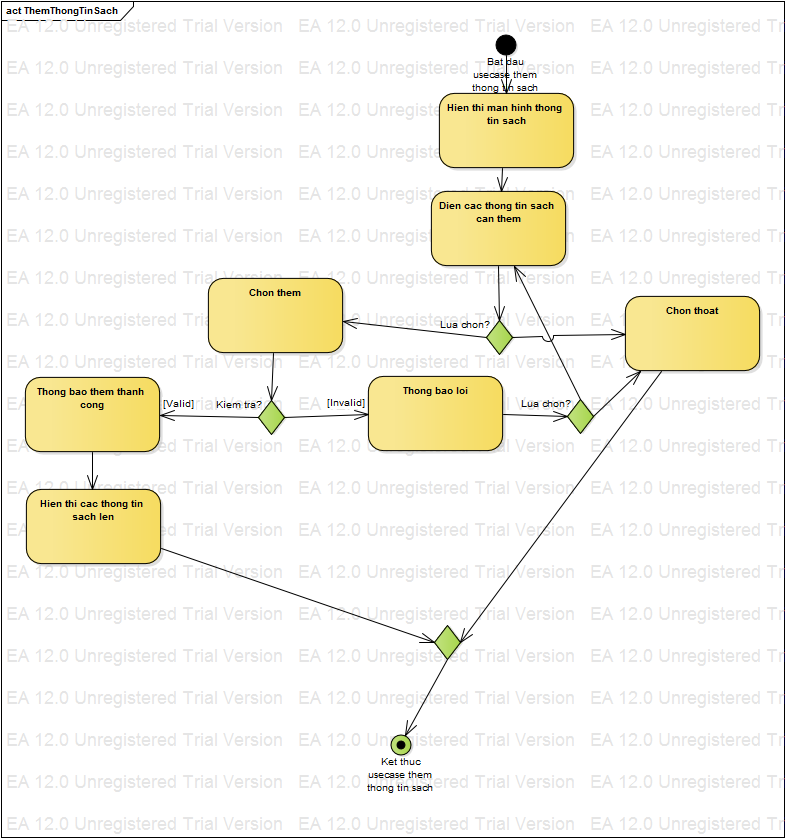 act ThemThongTinSach
EA 12.0 Unregistered Trial Version
Bat dau
usecase them
thong tin sach
Hien thi man hinh thong
tin sach
Dien cac thong tin sach
can them
Chon them
Lua chon?
Chon thoat
Thong bao them thanh
cong
[Valid]
Kiem tra?
[Invalid]
Thong bao loi
Lua chon?
Hien thi cac thong tin
sach len
Ket thuc
usecase them
thong tin sach